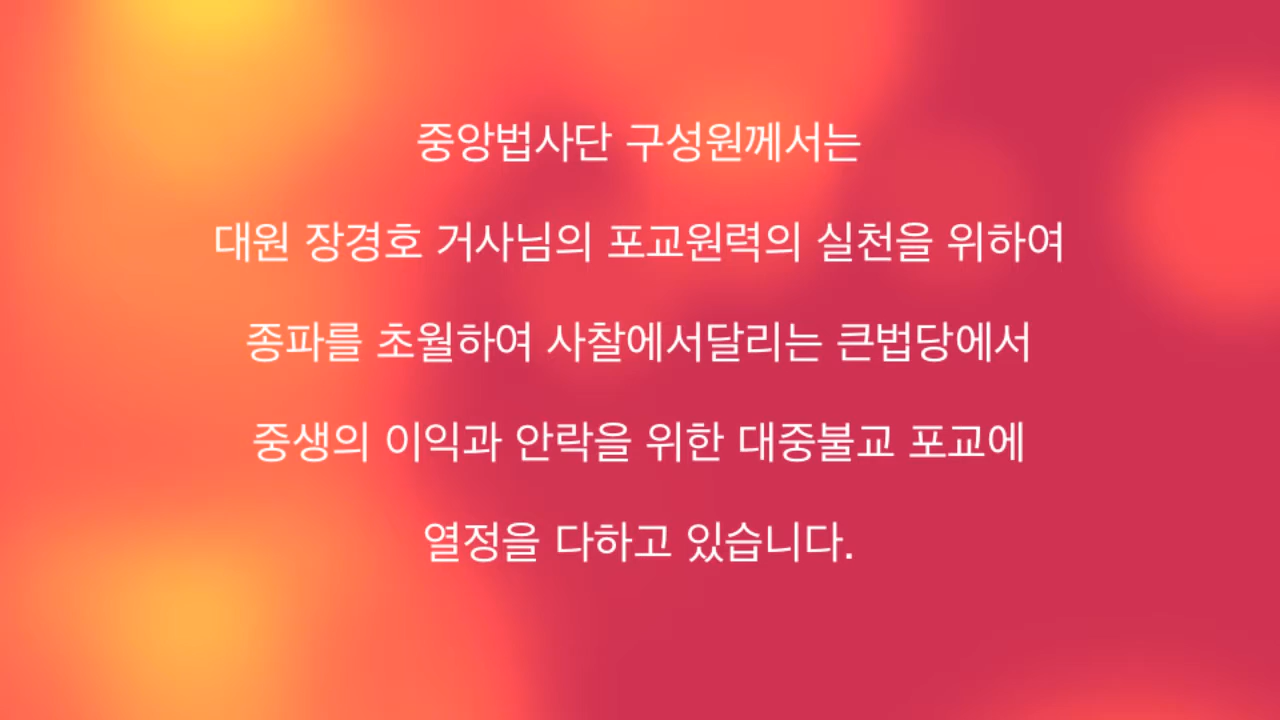 중앙법사단 구성원께서는
대원 장경호 거사님의 포교원력의 실천을 위하여
종파를 초월하여 사찰에서달리는 큰법당에서
중생의 이익과 안락을 위한 대중불교 포교에
열정을 다하고 있습니다.